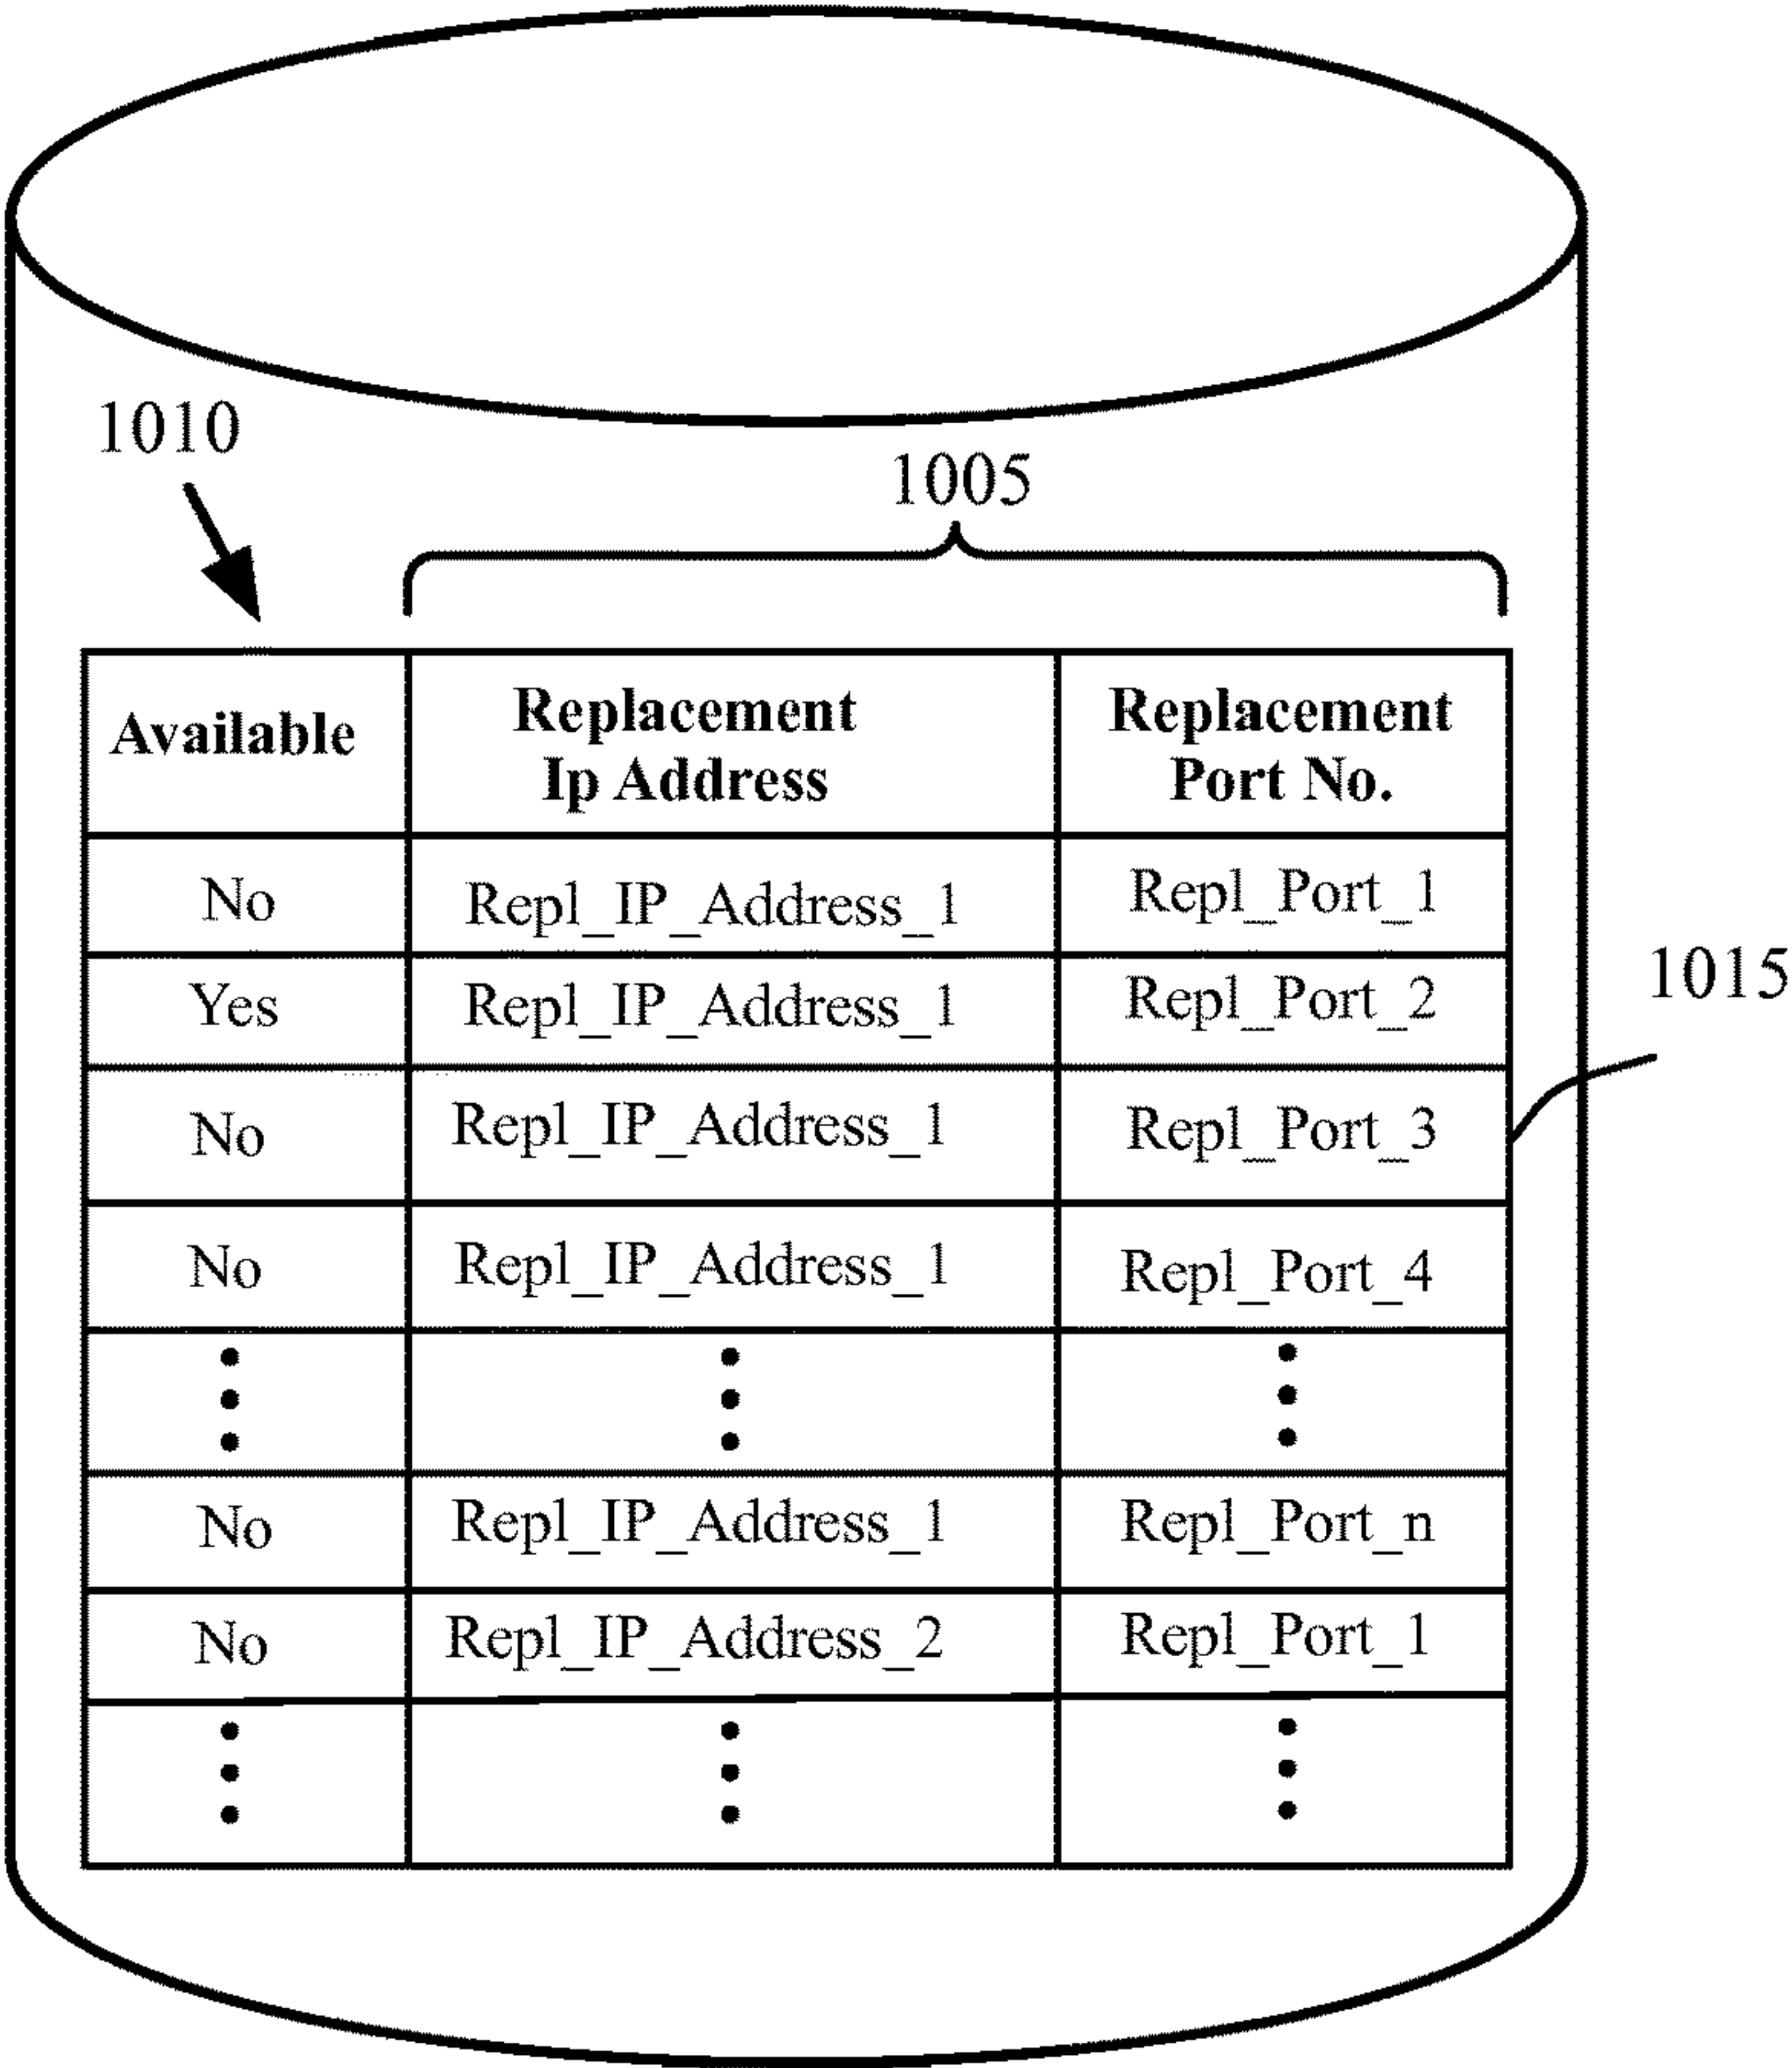 1010
1005
Available
Replacement
Ip Address
Replacement
Port No.
No
Repl_IP_Address_1
Repl_Port_1
Yes
Repl_IP_Address_1
Repl_Port_2
1015
No
Repl_IP_Address_1
Repl_Port_3
No
Repl_IP_Address_1
Repl_Port_4
No
Repl_IP_Address_1
Repl_Port_n
No
Repl_IP_Address_2
Repl_Port_1